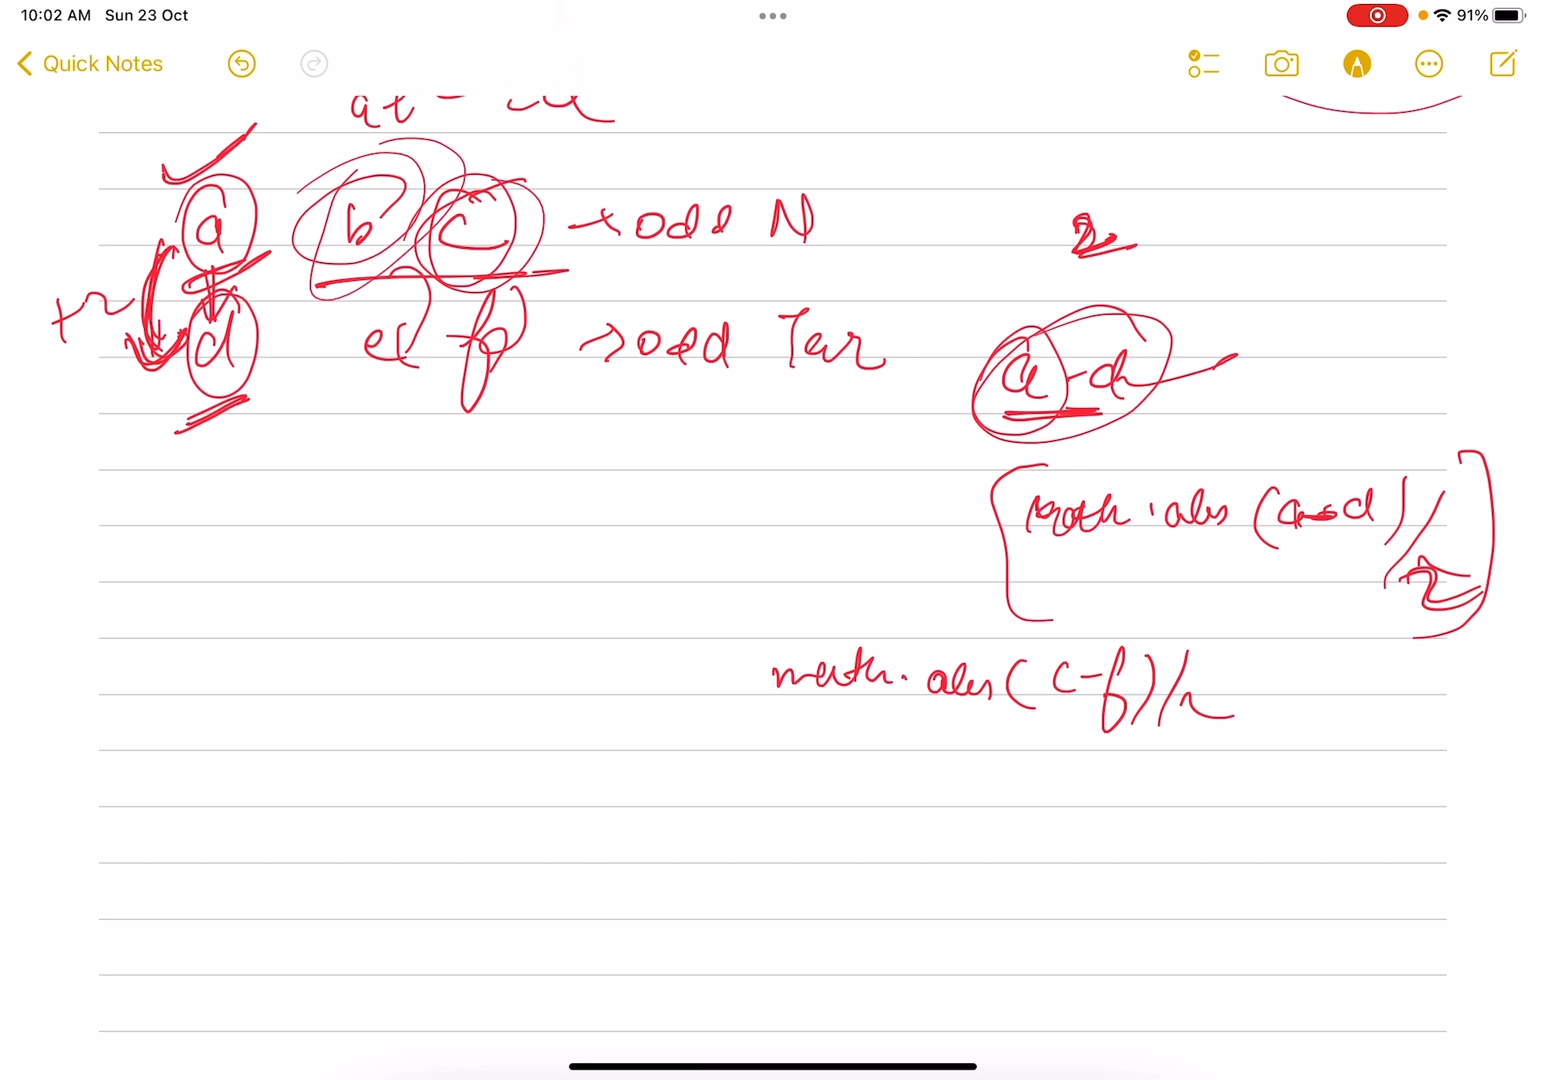 10:02 AM Sun 23 Oct 91%
Quick Notes
a b c → odd N
2
+2
d e f → odd Tar
a - d
Math. abs (a-d) / 2
math. abs ( c-f ) / 2